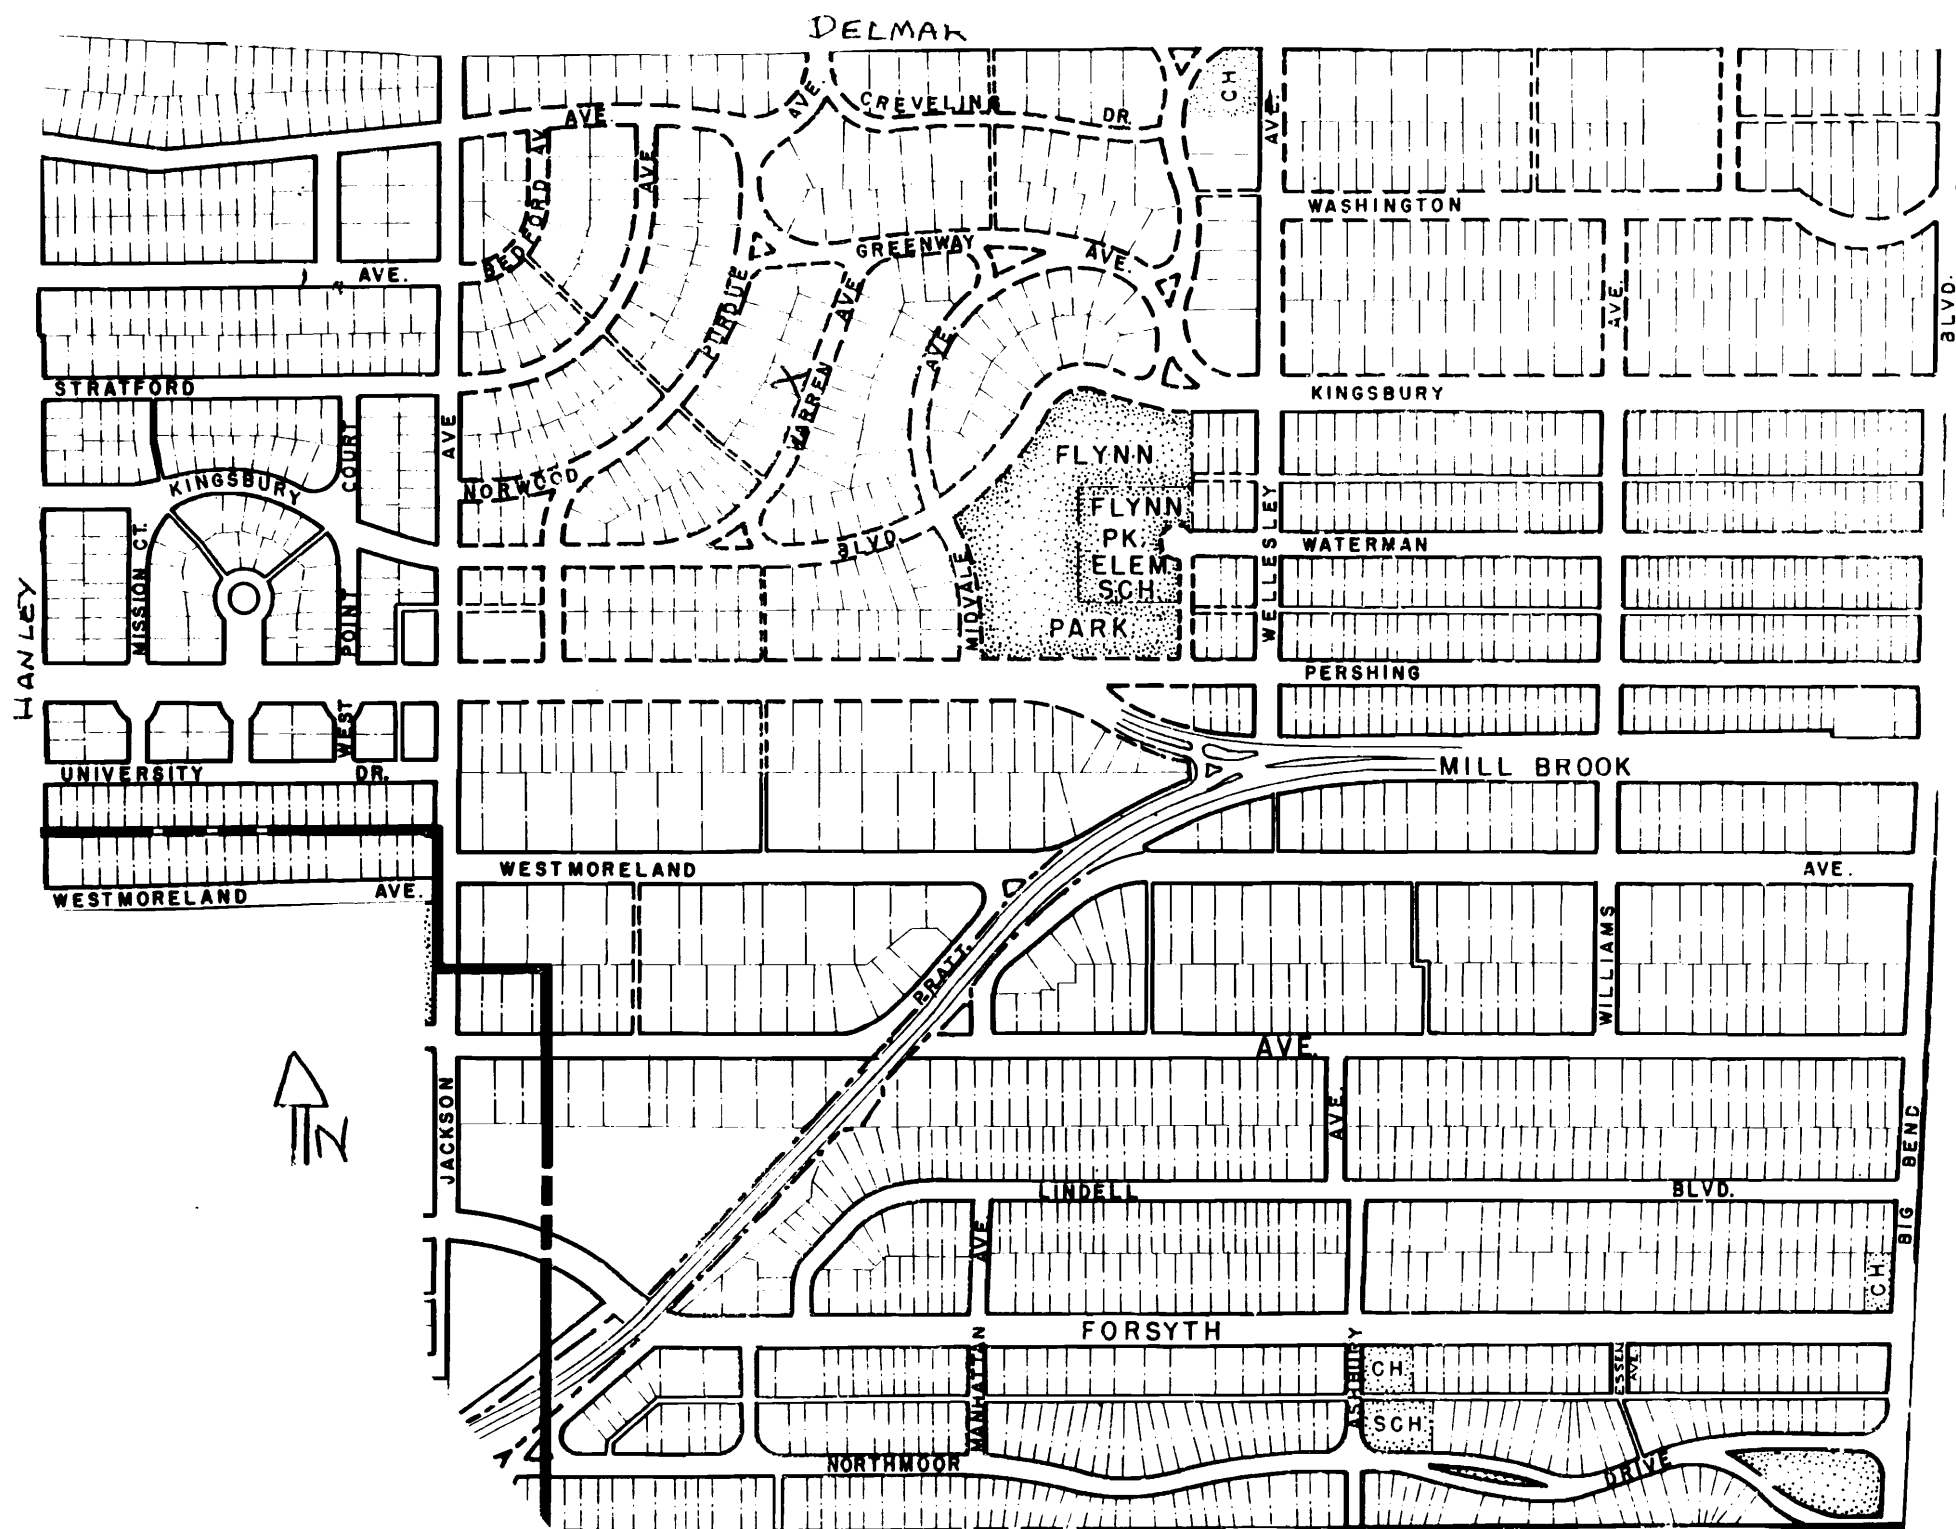 DELMAR
CH
AVE.
CREVELING
DR.
AVE.
AVE
BEDFORD AV
AVE
WASHINGTON
GREENWAY
AVE.
AVE.
PURDUE
AVE
AVE.
AVE.
BLVD.
STRATFORD
KINGSBURY
WARREN
COURT
AVE
KINGSBURY
NORWOOD
FLYNN
FLYNN
PK.
ELEM
SCH.
PARK
BLVD
WATERMAN
WELLESLEY
MIDVALE
MISSION CT.
POINT
HANLEY
PERSHING
WEST
UNIVERSITY
DR.
MILL BROOK
WESTMORELAND
AVE.
AVE.
WESTMORELAND
WILLIAMS
PRATT.
AVE.
N
JACKSON
AVE.
BIG BEND
LINDELL
BLVD.
AVE.
CH.
FORSYTH
MANHATTAN
ASHBURY
CH.
ESSEN
AVE.
SCH.
NORTHMOOR
DRIVE